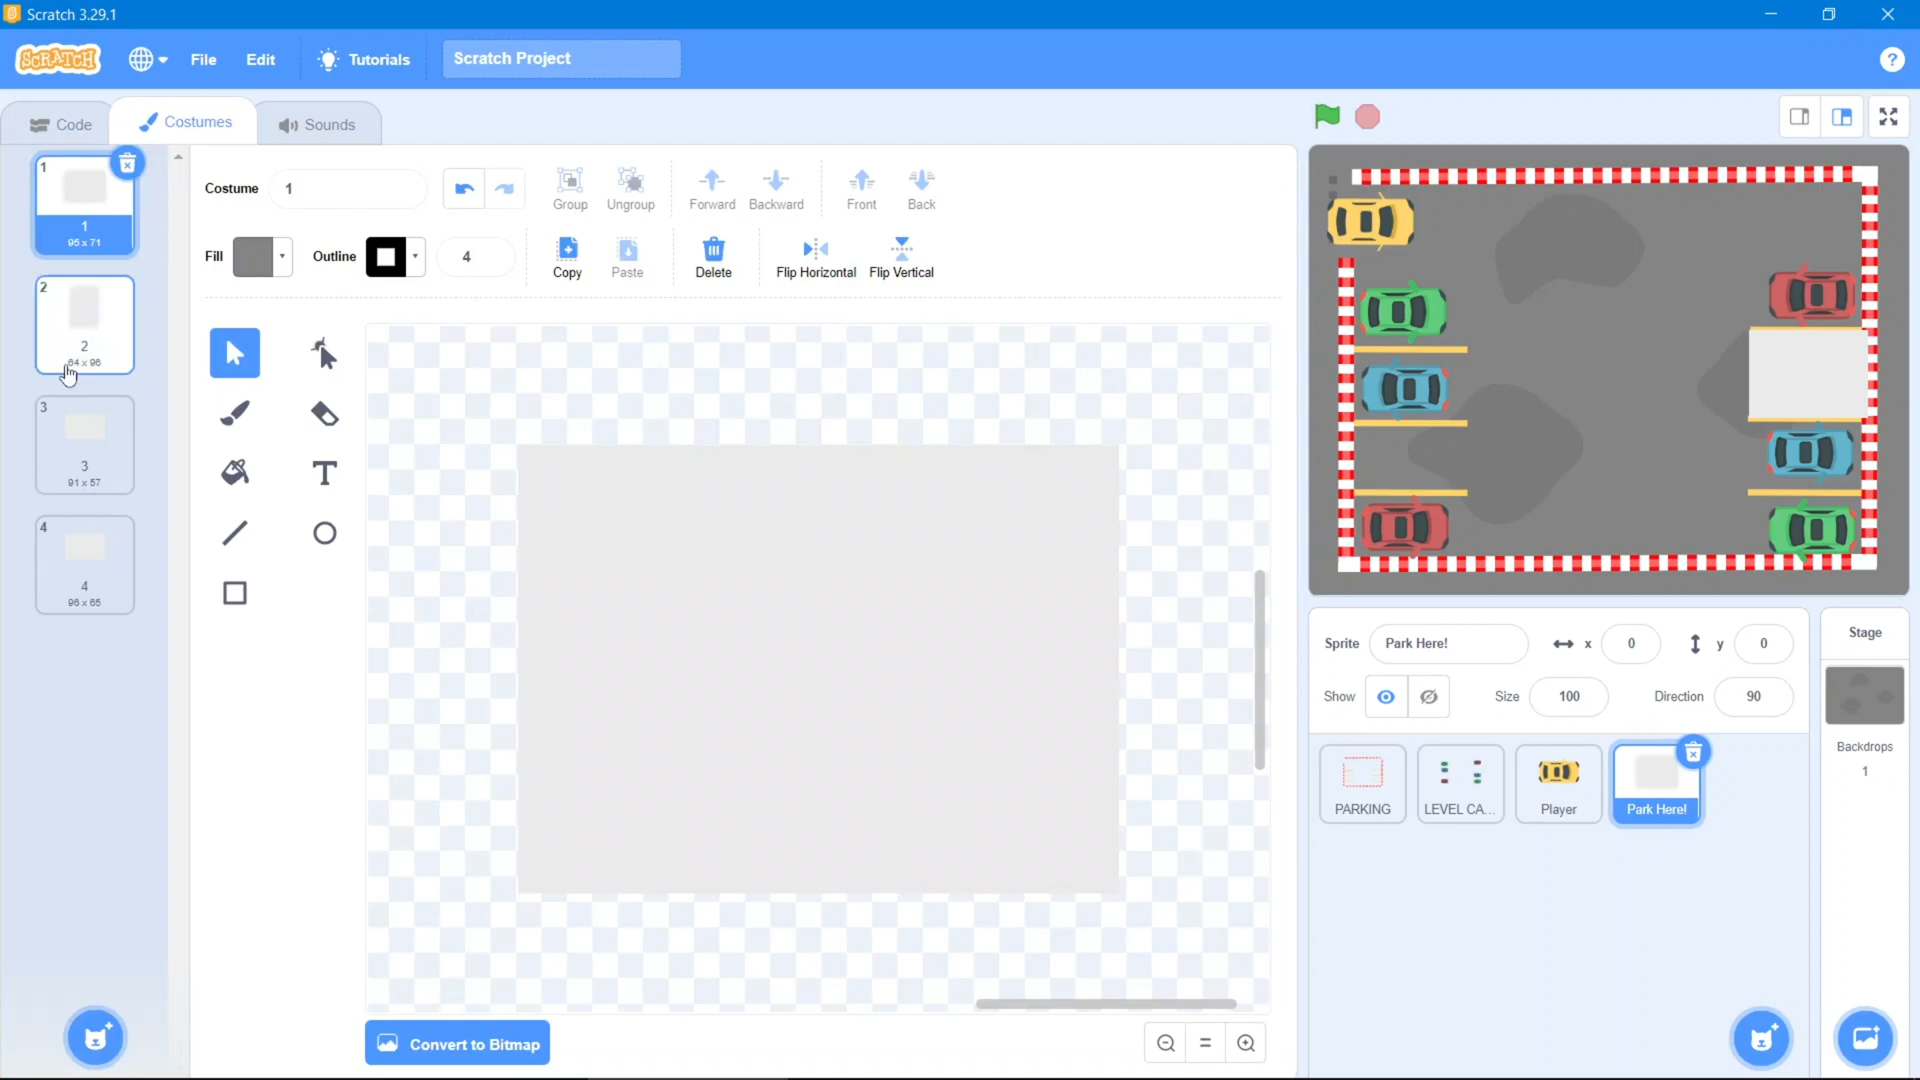 Scratch 3.29.1
SCRATCH File Edit Tutorials Scratch Project ?
Code Costumes Sounds
1
1
95 x 71
2
2
64 x 96
3
3
91 x 57
4
4
96 x 65
Costume 1
Group Ungroup Forward Backward Front Back
Fill Outline 4
Copy Paste Delete Flip Horizontal Flip Vertical
T
Convert to Bitmap
Sprite Park Here! x 0 y 0
Show Size 100 Direction 90
PARKING LEVEL CA... Player Park Here!
Stage
Backdrops
1